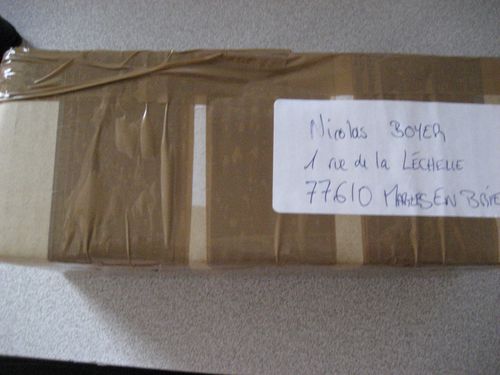 Nicolas BOYER
1 rue de la LÉCHELLE
77610 MARLES EN BRIE